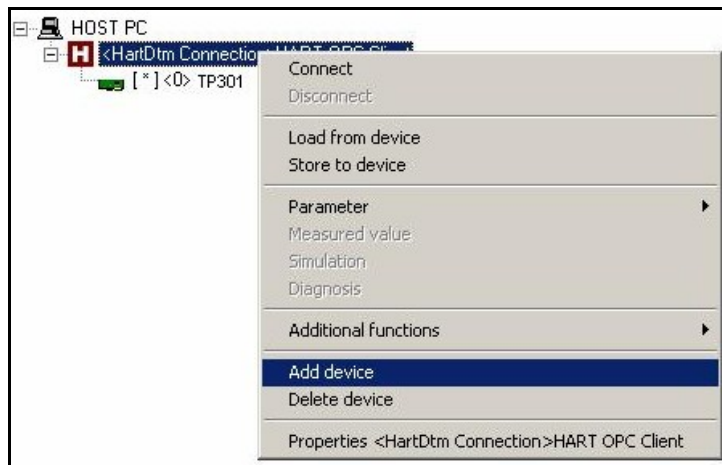 HOST PC
<HartDtm Connectio
[*]<0> TP301
Connect
Disconnect
Load from device
Store to device
Parameter
Measured value
Simulation
Diagnosis
Additional functions
Add device
Delete device
Properties <HartDtm Connection>HART OPC Client